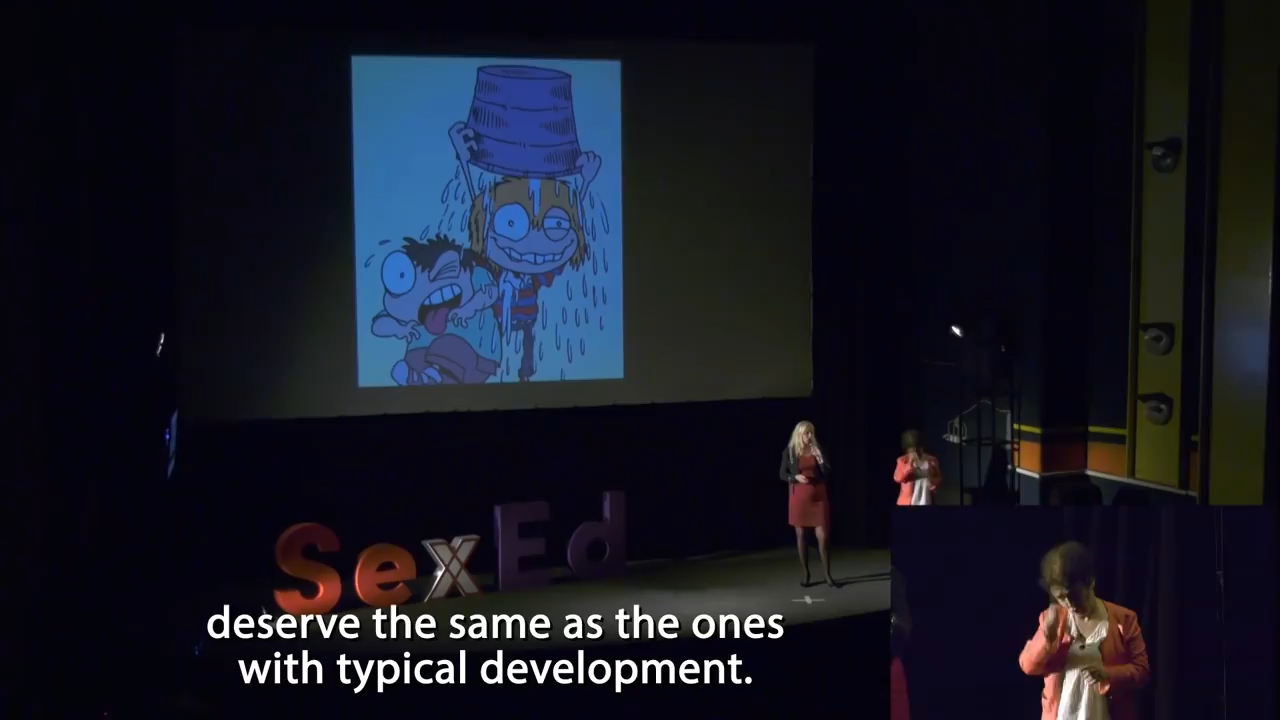 SexEd
deserve the same as the ones
with typical development.